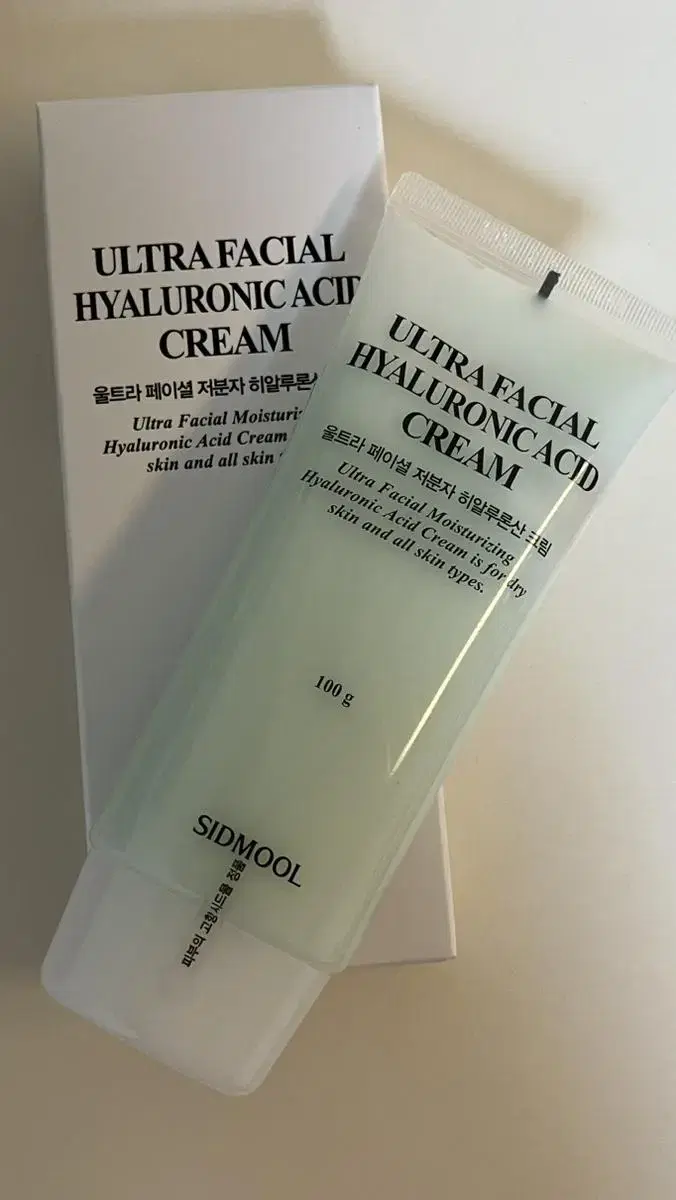 ULTRA FACIAL
HYALURONIC ACID
CREAM
울트라 페이셜 저분자 히알루론산
Ultra Facial
Hyaluronic Acid Cream
skin and all skin
ULTRA FACIAL
HYALURONIC ACID
CREAM
울트라 페이셜 저분자 히알루론산 크림
Ultra Facial Moisturizing
Hyaluronic Acid Cream is for dry
skin and all skin types.
100 g
SIDMOOL
피부의 고향 시드물 정품